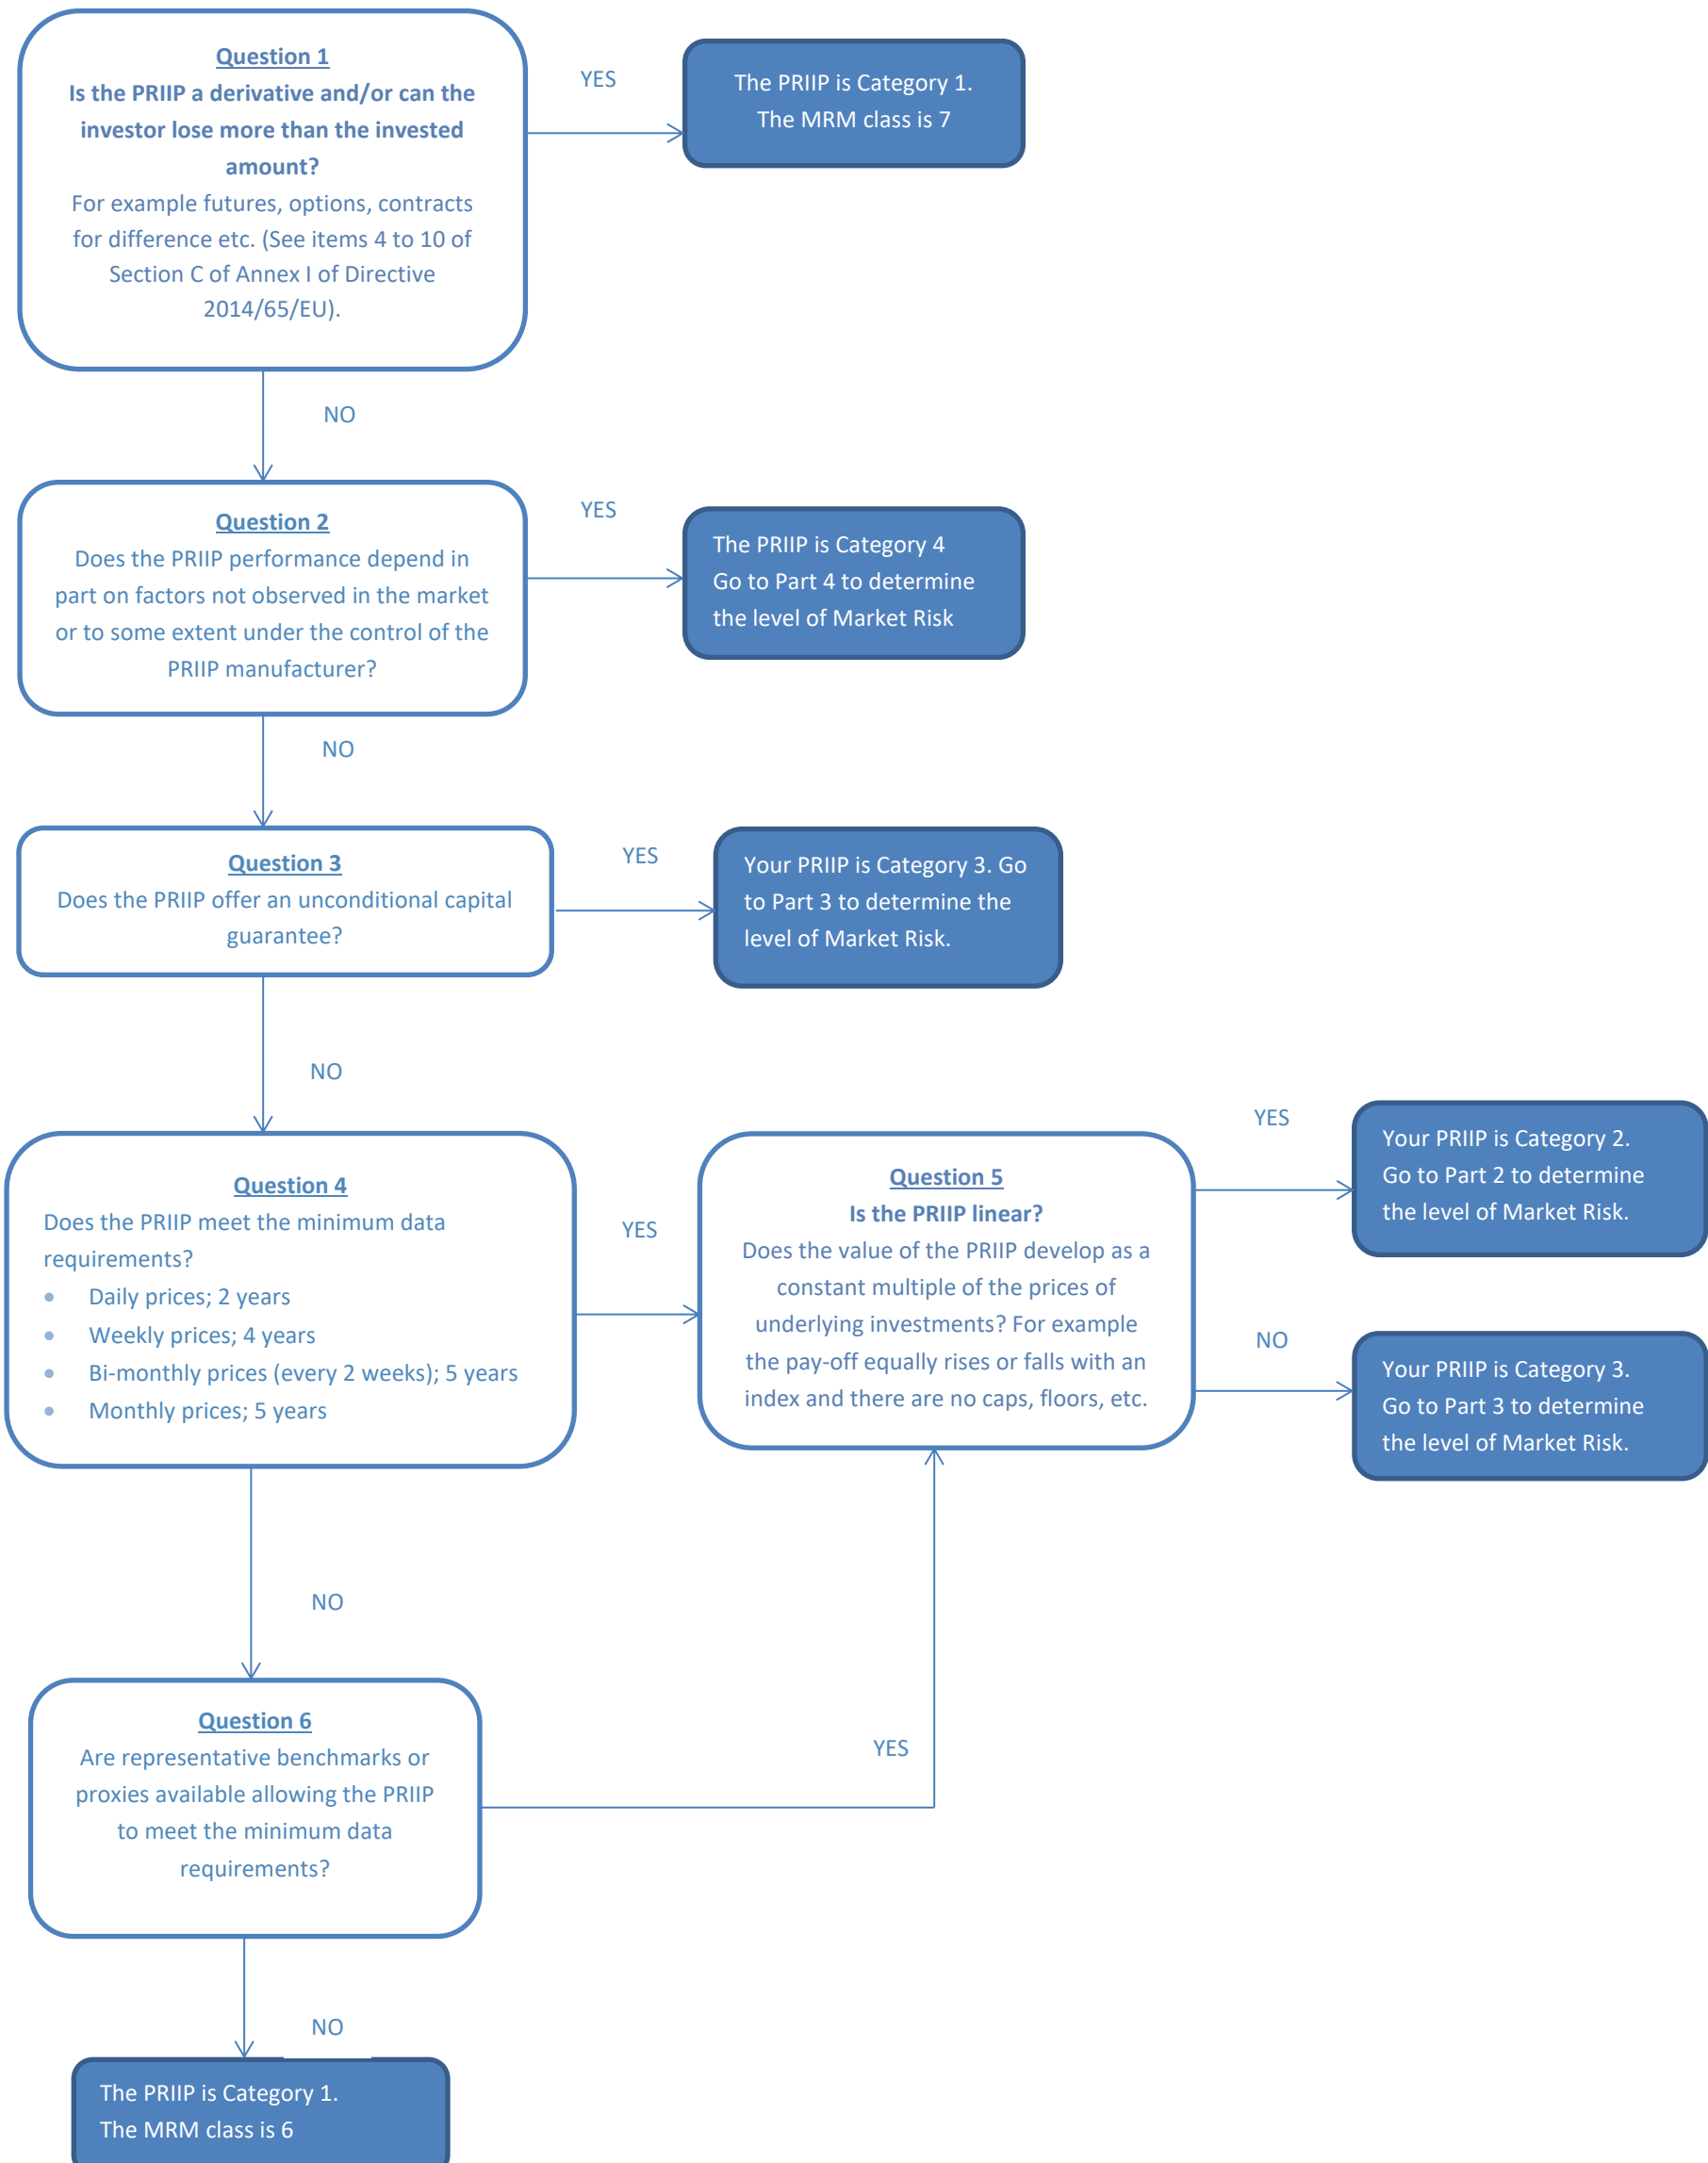 Question 1
Is the PRIIP a derivative and/or can the
investor lose more than the invested
amount?
For example futures, options, contracts
for difference etc. (See items 4 to 10 of
Section C of Annex I of Directive
2014/65/EU).
YES
The PRIIP is Category 1.
The MRM class is 7
NO
Question 2
Does the PRIIP performance depend in
part on factors not observed in the market
or to some extent under the control of the
PRIIP manufacturer?
YES
The PRIIP is Category 4
Go to Part 4 to determine
the level of Market Risk
NO
Question 3
Does the PRIIP offer an unconditional capital
guarantee?
YES
Your PRIIP is Category 3. Go
to Part 3 to determine the
level of Market Risk.
NO
Question 4
Does the PRIIP meet the minimum data
requirements?
• Daily prices; 2 years
• Weekly prices; 4 years
• Bi-monthly prices (every 2 weeks); 5 years
• Monthly prices; 5 years
YES
Question 5
Is the PRIIP linear?
Does the value of the PRIIP develop as a
constant multiple of the prices of
underlying investments? For example
the pay-off equally rises or falls with an
index and there are no caps, floors, etc.
YES
Your PRIIP is Category 2.
Go to Part 2 to determine
the level of Market Risk.
NO
Your PRIIP is Category 3.
Go to Part 3 to determine
the level of Market Risk.
NO
Question 6
Are representative benchmarks or
proxies available allowing the PRIIP
to meet the minimum data
requirements?
YES
NO
The PRIIP is Category 1.
The MRM class is 6